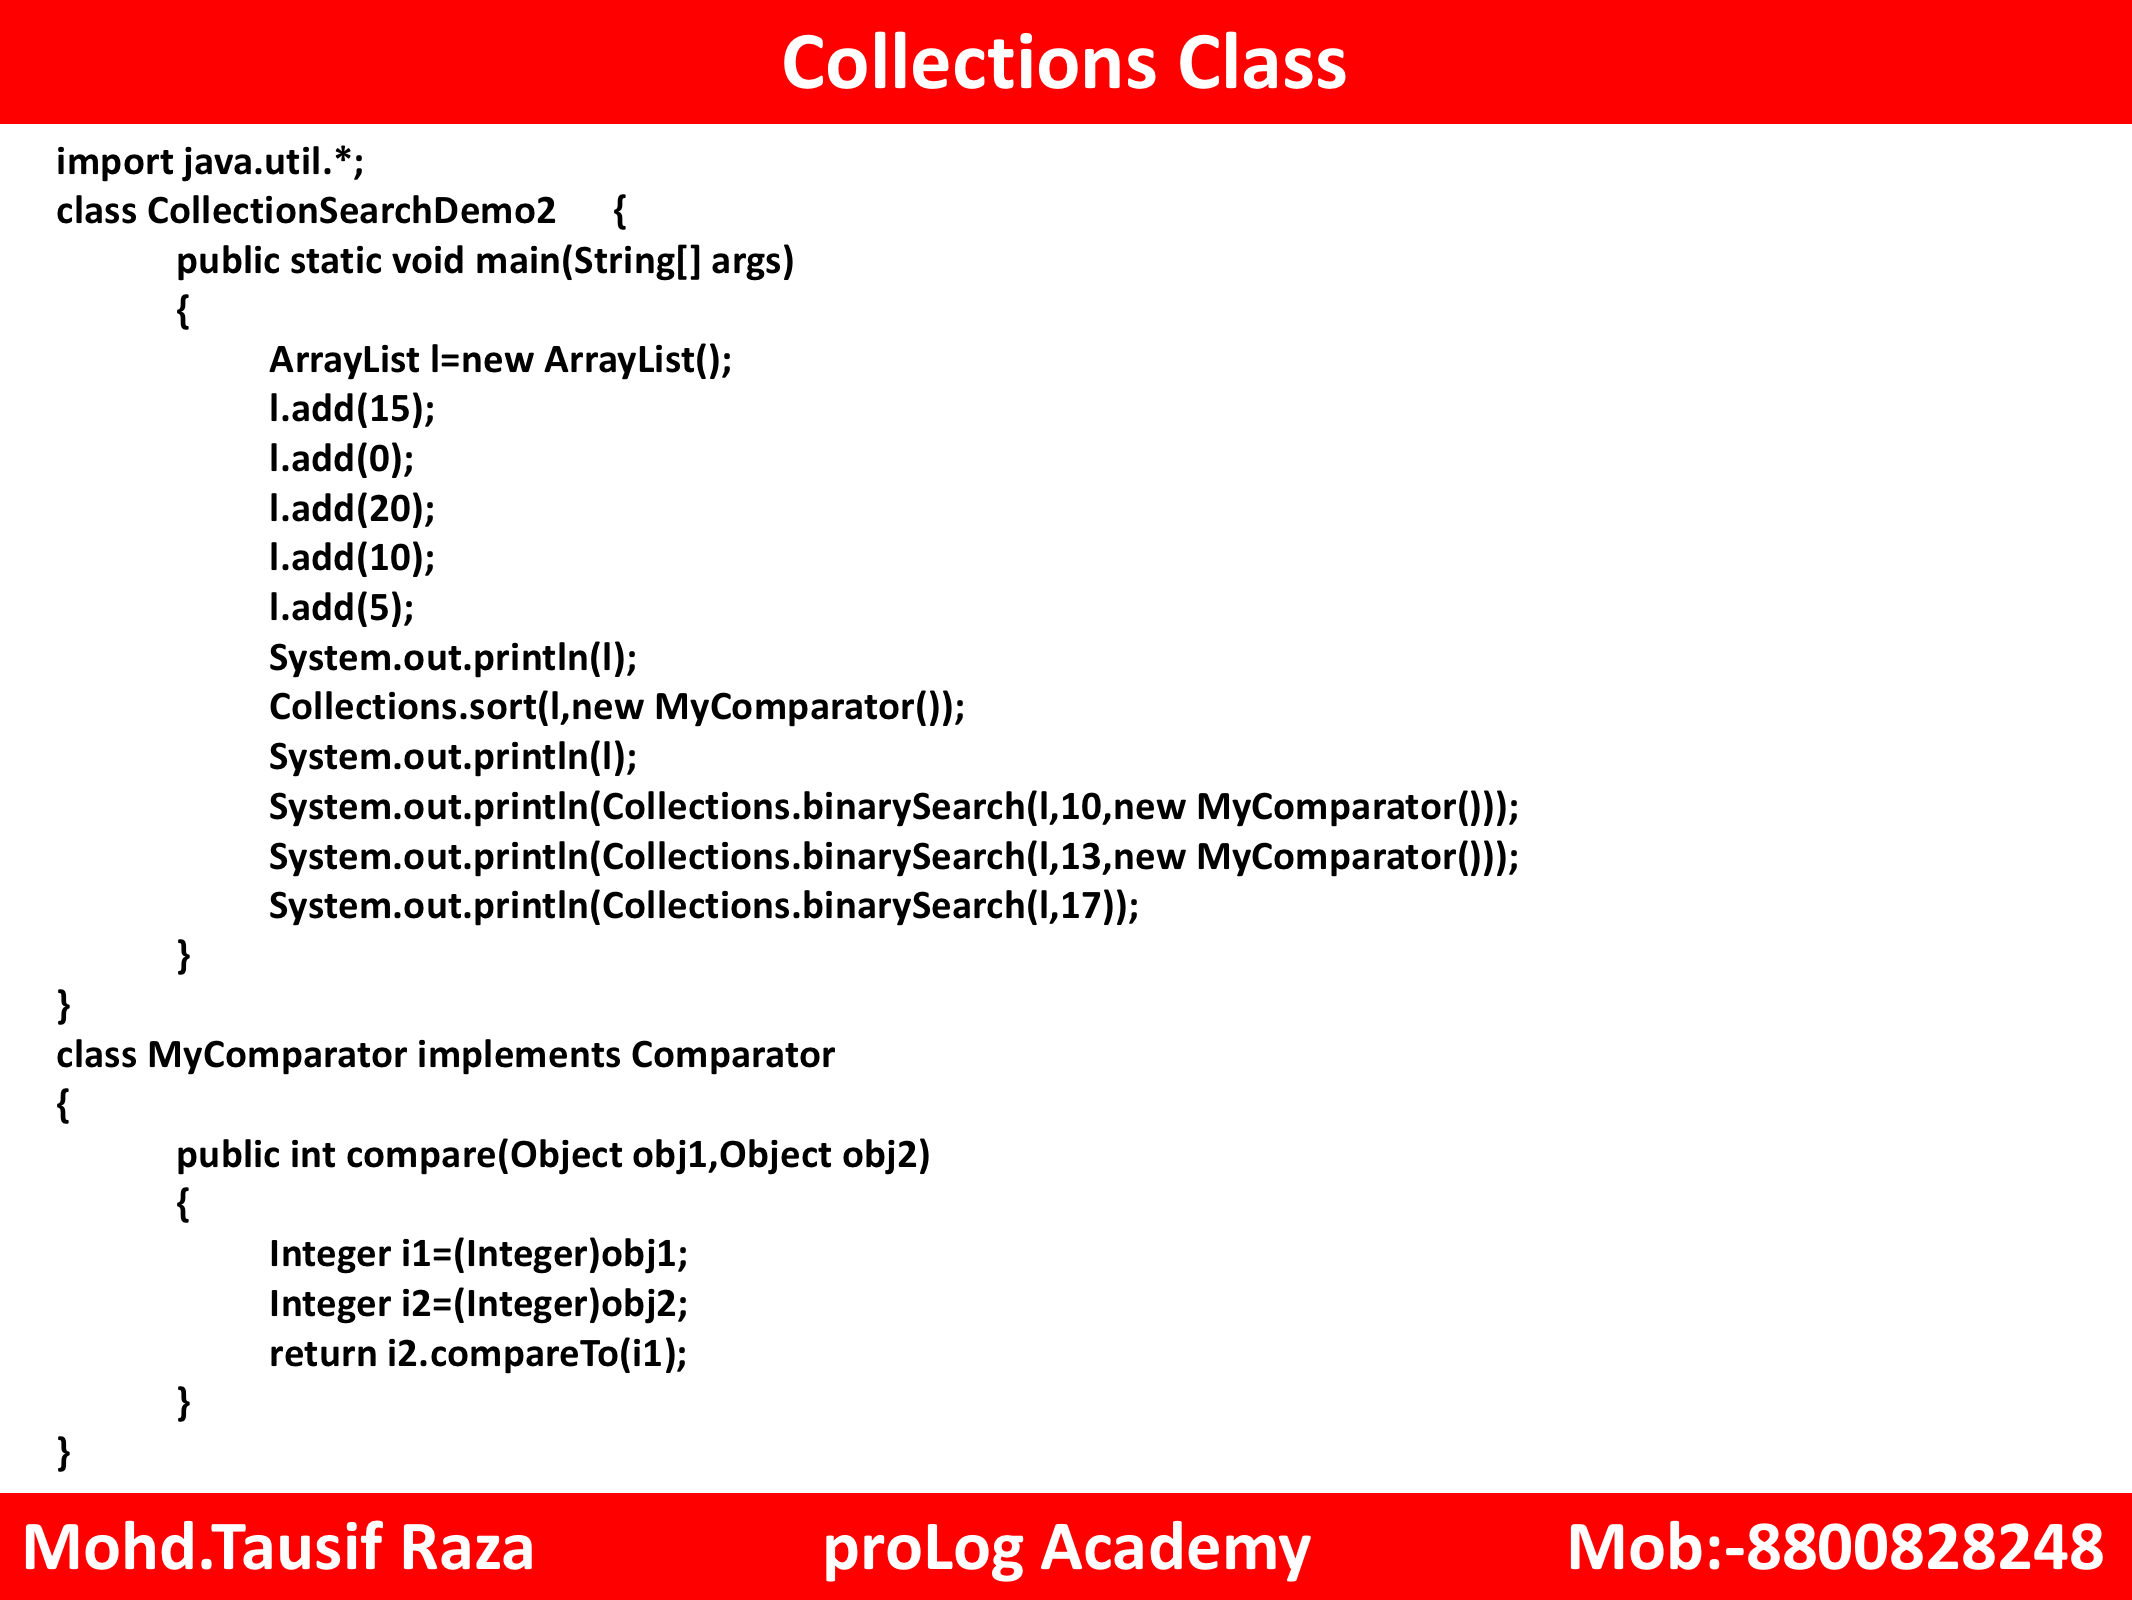 Collections Class
import java.util.*;
class CollectionSearchDemo2 {
public static void main(String[] args)
{
ArrayList l=new ArrayList();
l.add(15);
l.add(0);
l.add(20);
l.add(10);
l.add(5);
System.out.println(l);
Collections.sort(l,new MyComparator());
System.out.println(l);
System.out.println(Collections.binarySearch(l,10,new MyComparator()));
System.out.println(Collections.binarySearch(l,13,new MyComparator()));
System.out.println(Collections.binarySearch(l,17));
}
}
class MyComparator implements Comparator
{
public int compare(Object obj1,Object obj2)
{
Integer i1=(Integer)obj1;
Integer i2=(Integer)obj2;
return i2.compareTo(i1);
}
}
Mohd.Tausif Raza proLog Academy Mob:-8800828248